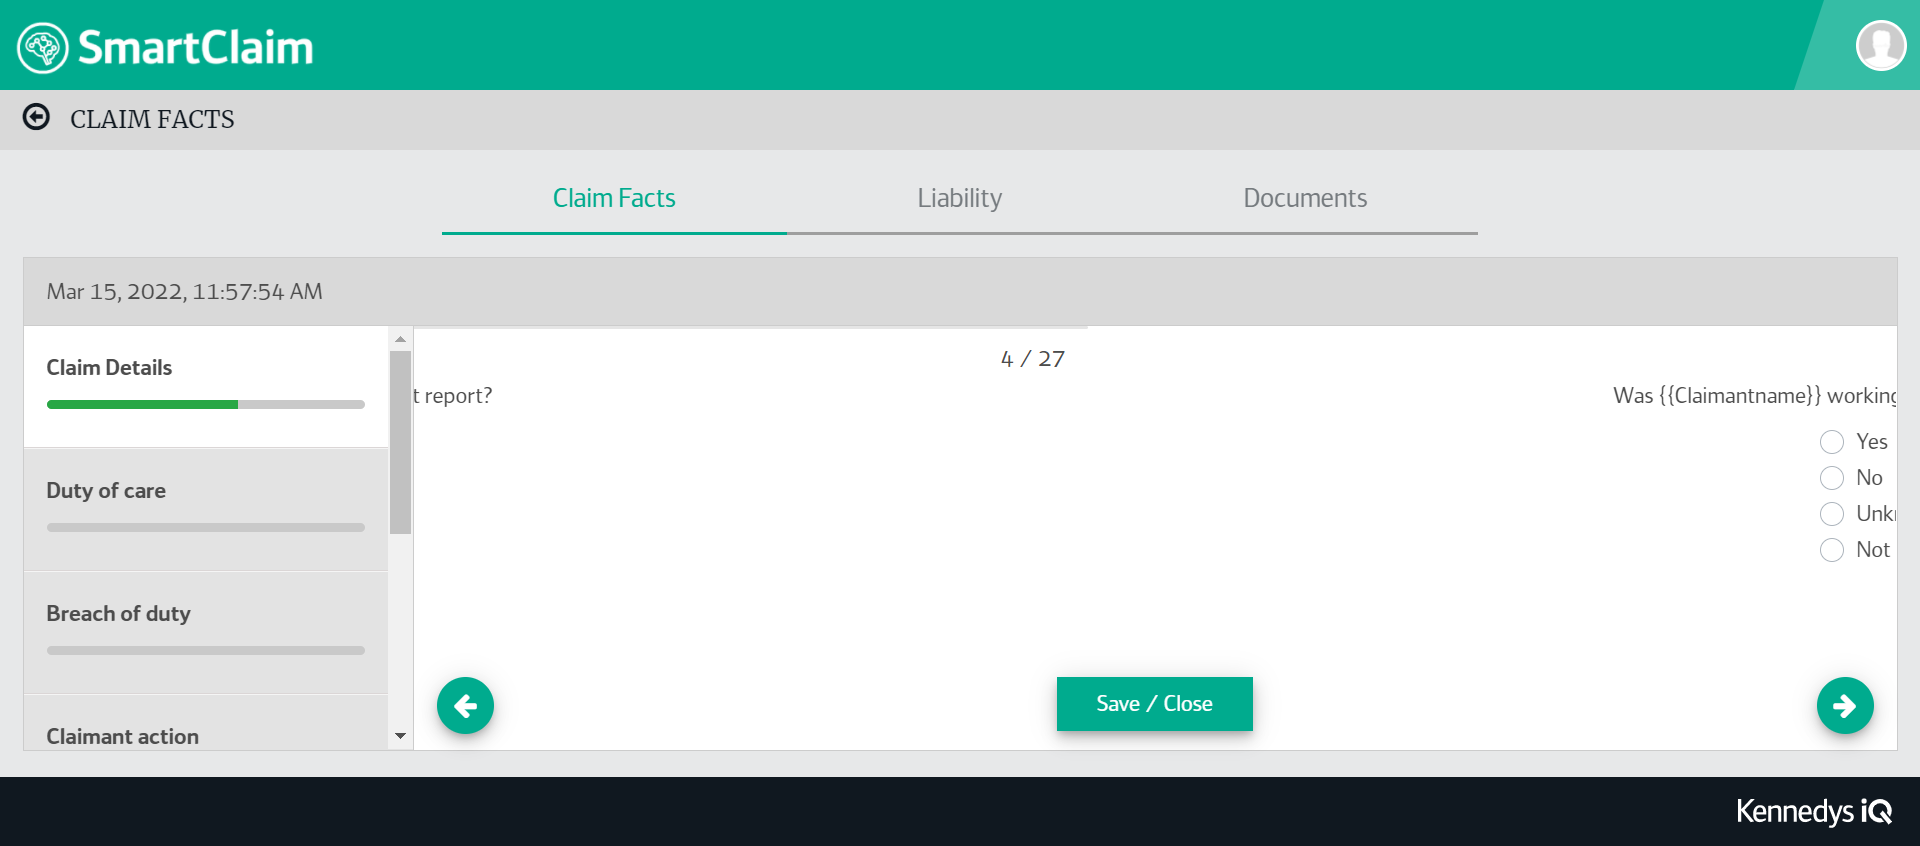 SmartClaim
CLAIM FACTS
Claim Facts
Liability
Documents
Mar 15, 2022, 11:57:54 AM
Claim Details
Duty of care
Breach of duty
Claimant action
4 / 27
t report?
Was {{Claimantname}} working
Yes
No
Unk
Not
Save / Close
Kennedys iQ